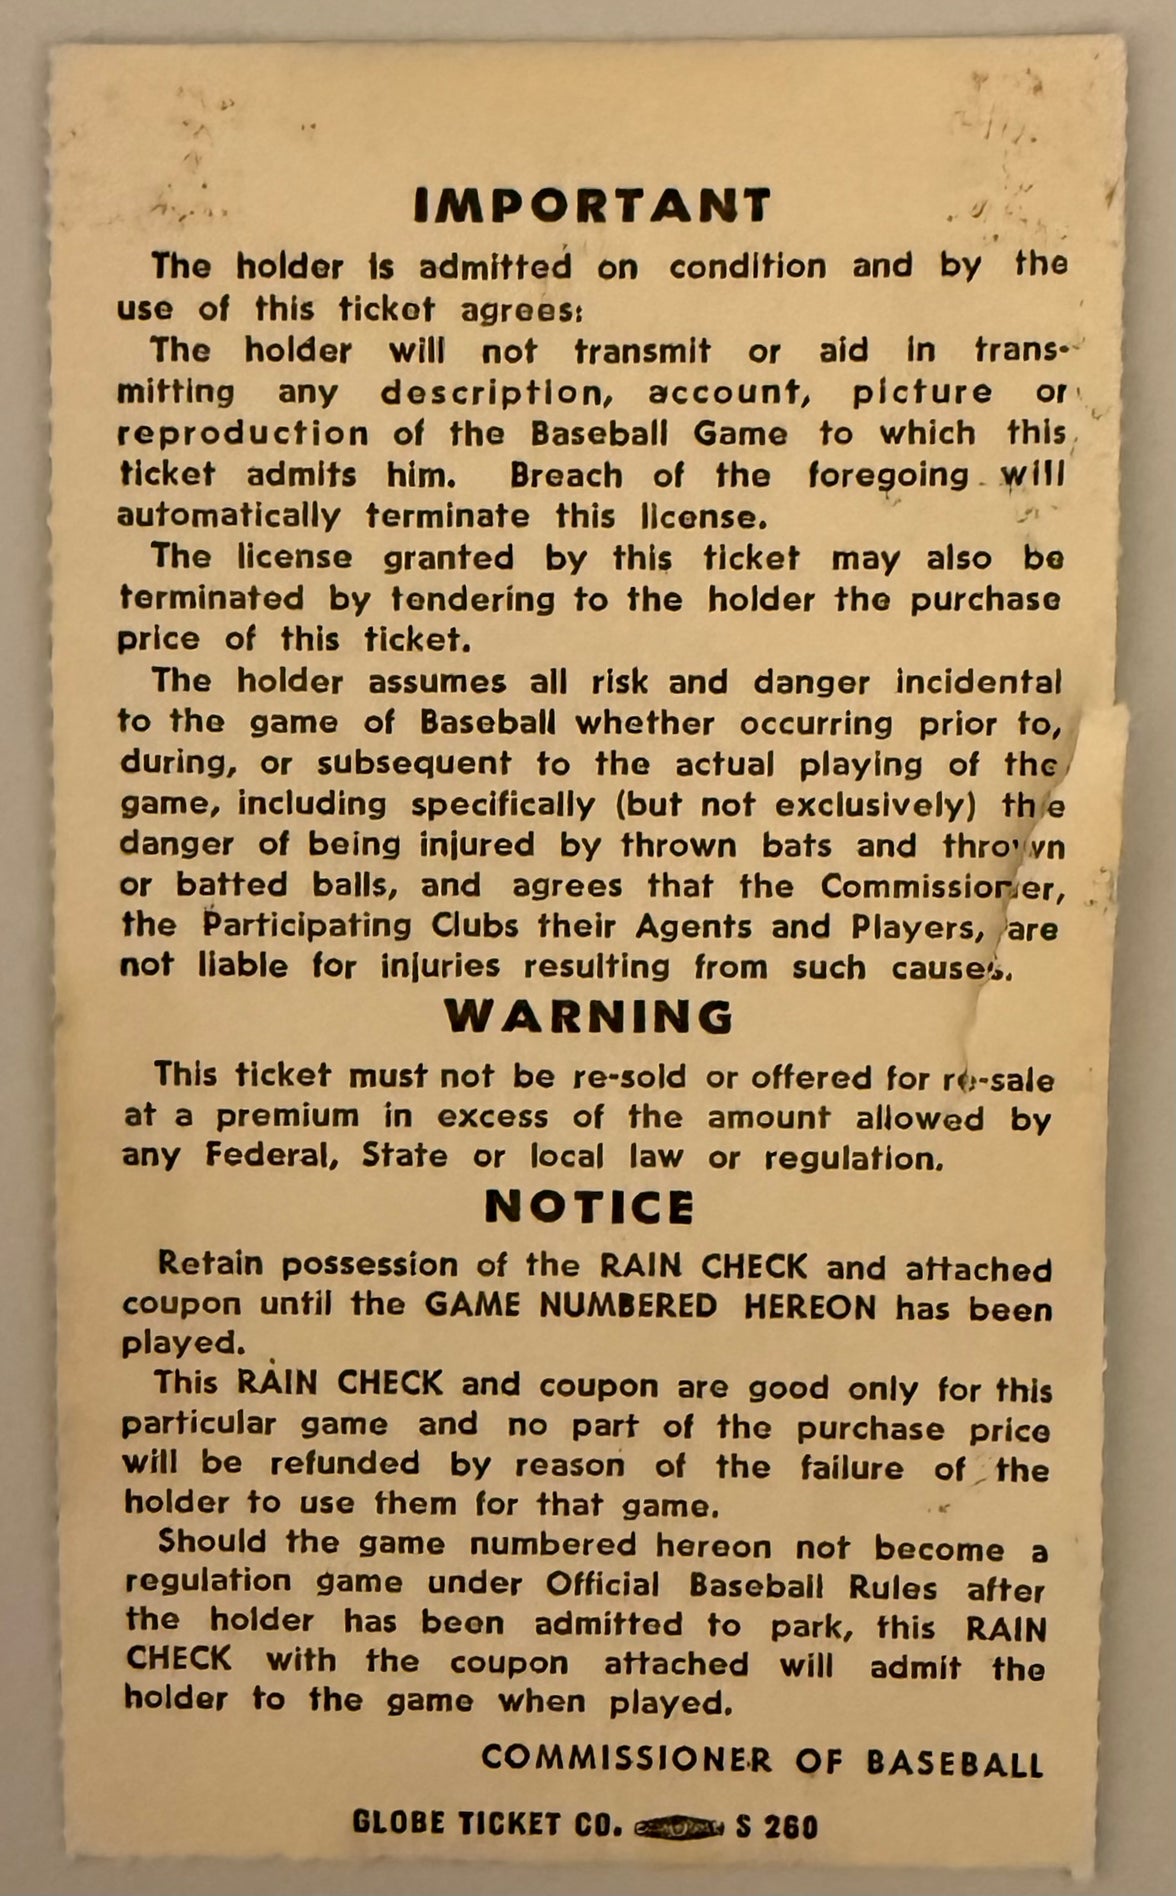 IMPORTANT
The holder is admitted on condition and by the
use of this ticket agrees:
The holder will not transmit or aid in trans-
mitting any description, account, picture or
reproduction of the Baseball Game to which this
ticket admits him. Breach of the foregoing will
automatically terminate this license.
The license granted by this ticket may also be
terminated by tendering to the holder the purchase
price of this ticket.
The holder assumes all risk and danger incidental
to the game of Baseball whether occurring prior to,
during, or subsequent to the actual playing of the
game, including specifically (but not exclusively) the
danger of being injured by thrown bats and thrown
or batted balls, and agrees that the Commissioner,
the Participating Clubs their Agents and Players, are
not liable for injuries resulting from such causes.
WARNING
This ticket must not be re-sold or offered for re-sale
at a premium in excess of the amount allowed by
any Federal, State or local law or regulation.
NOTICE
Retain possession of the RAIN CHECK and attached
coupon until the GAME NUMBERED HEREON has been
played.
This RAIN CHECK and coupon are good only for this
particular game and no part of the purchase price
will be refunded by reason of the failure of the
holder to use them for that game.
Should the game numbered hereon not become a
regulation game under Official Baseball Rules after
the holder has been admitted to park, this RAIN
CHECK with the coupon attached will admit the
holder to the game when played.
COMMISSIONER OF BASEBALL
GLOBE TICKET CO. S 260